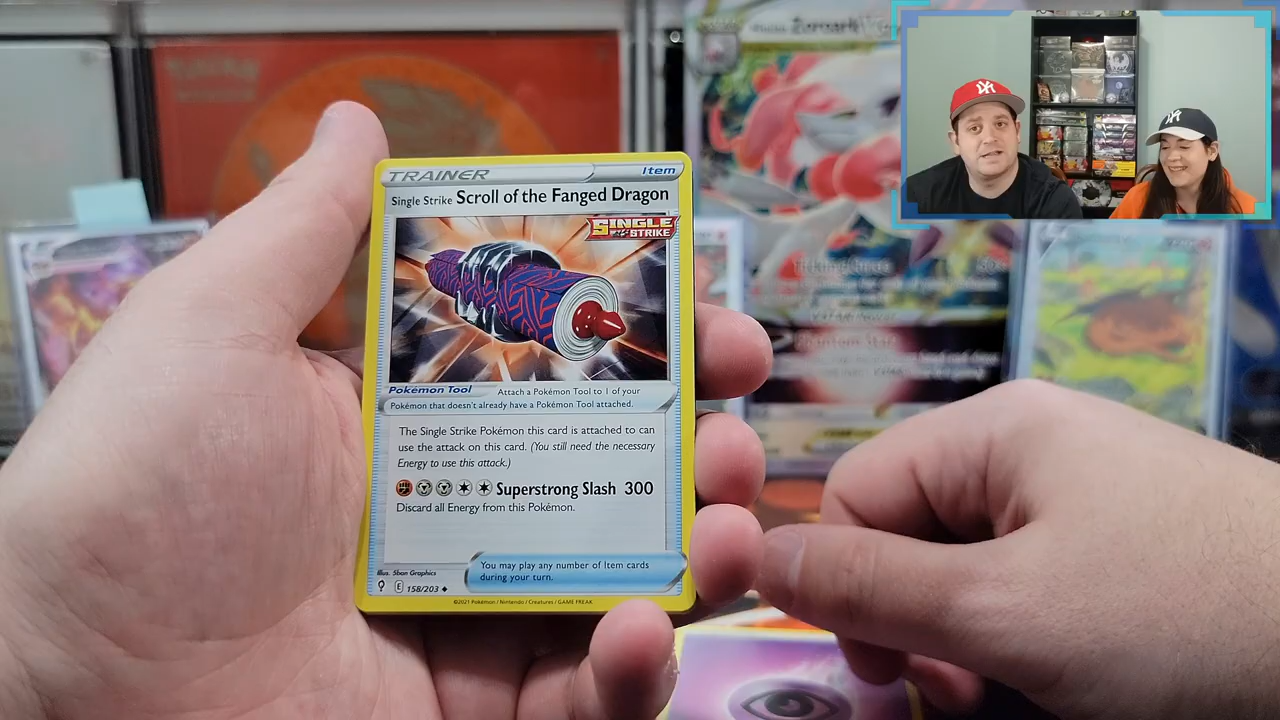 TRAINER Item
Single Strike Scroll of the Fanged Dragon
SINGLE
STRIKE
Pokémon Tool Attach a Pokémon Tool to 1 of your
Pokémon that doesn't already have a Pokémon Tool attached.
The Single Strike Pokémon this card is attached to can
use the attack on this card. (You still need the necessary
Energy to use this attack.)
Superstrong Slash 300
Discard all Energy from this Pokémon.
You may play any number of Item cards
during your turn.
Illus. 5ban Graphics
E 158/203
©2021 Pokémon / Nintendo / Creatures / GAME FREAK
Zoroark
NY
NY